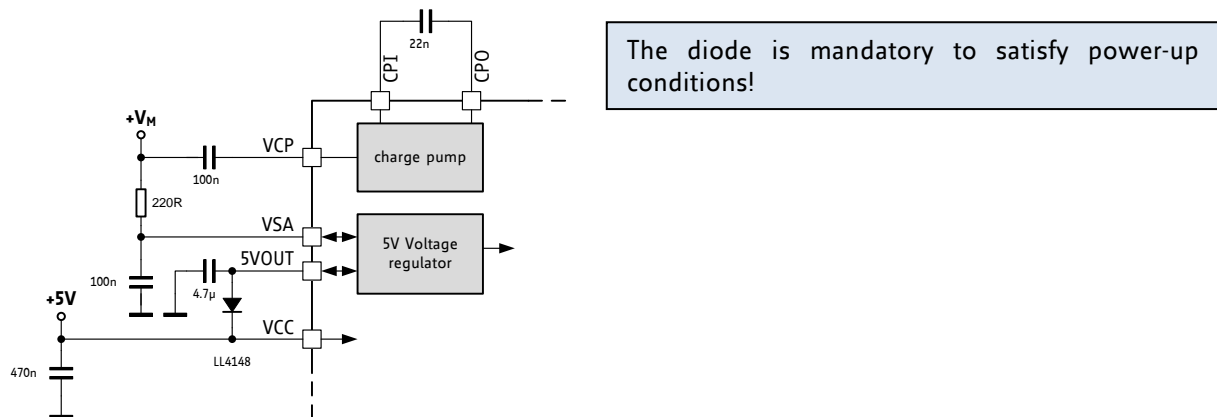 22n
CPI
CPO
The diode is mandatory to satisfy power-up
conditions!
+VM
VCP
100n
charge pump
220R
VSA
5V Voltage
regulator
5VOUT
100n
4.7µ
+5V
VCC
LL4148
470n